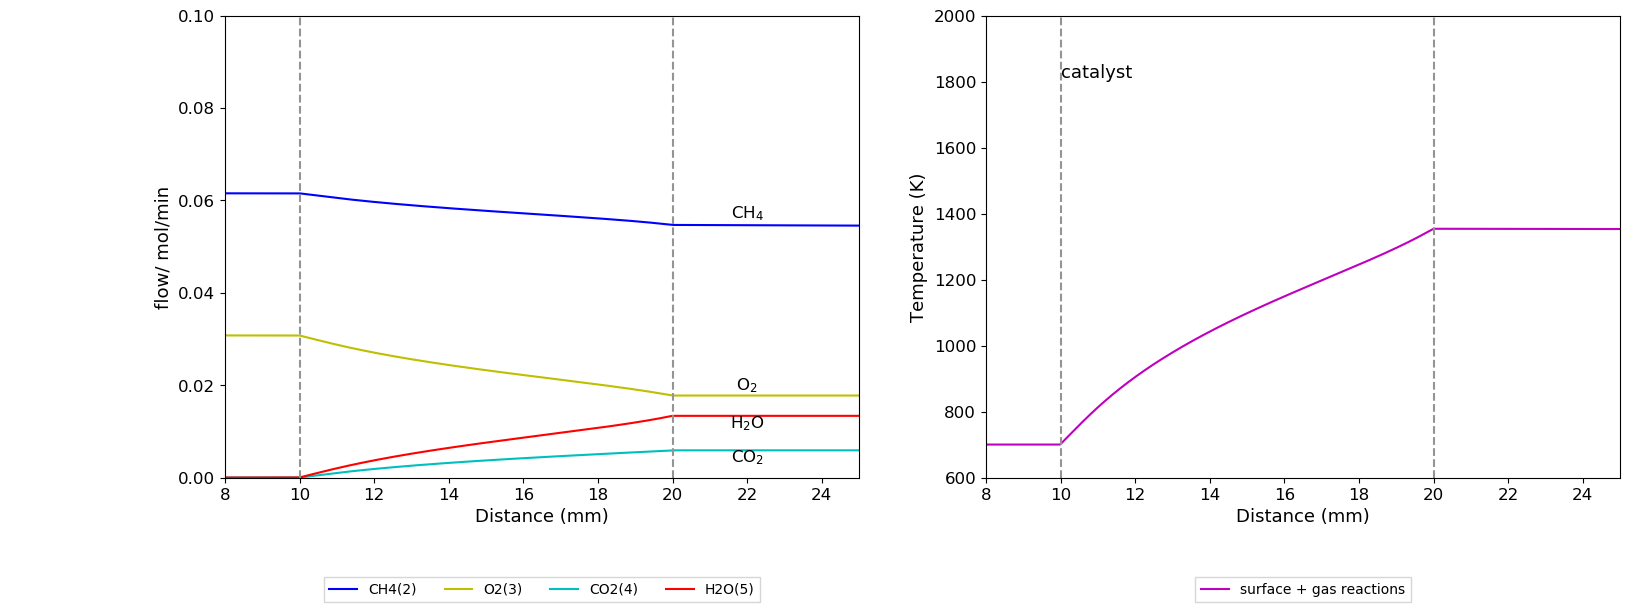 0.10
0.08
0.06
0.04
0.02
0.00
flow/ mol/min
CH₄
O₂
H₂O
CO₂
8 10 12 14 16 18 20 22 24
Distance (mm)
CH4(2) O2(3) CO2(4) H2O(5)
2000
1800
1600
1400
1200
1000
800
600
Temperature (K)
catalyst
8 10 12 14 16 18 20 22 24
Distance (mm)
surface + gas reactions